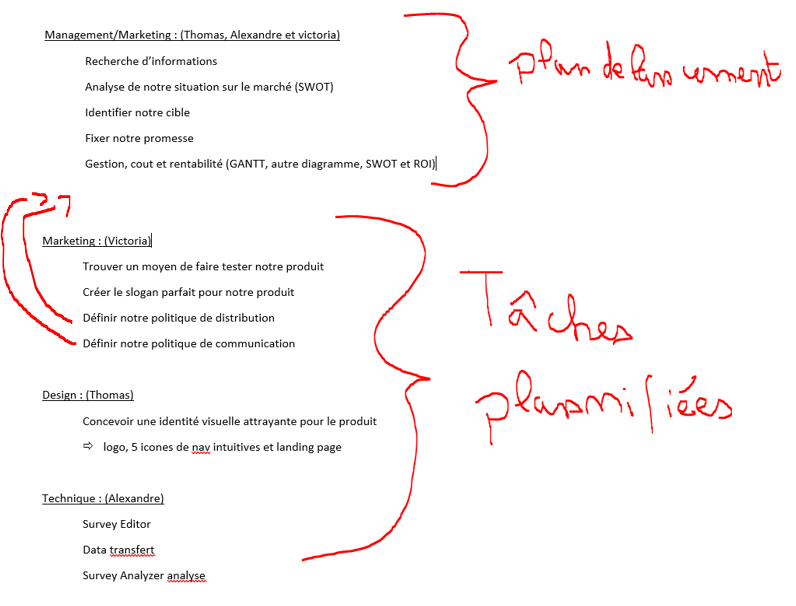 Management/Marketing : (Thomas, Alexandre et victoria)
Recherche d'informations
Analyse de notre situation sur le marché (SWOT)
Identifier notre cible
Fixer notre promesse
Gestion, cout et rentabilité (GANTT, autre diagramme, SWOT et ROI)
plan de
Marketing : (Victoria)
Trouver un moyen de faire tester notre produit
Créer le slogan parfait pour notre produit
Définir notre politique de distribution
Définir notre politique de communication
Design : (Thomas)
Concevoir une identité visuelle attrayante pour le produit
⇨ logo, 5 icones de nav intuitives et landing page
Technique : (Alexandre)
Survey Editor
Data transfert
Survey Analyzer analyse
Tâches
planifiées